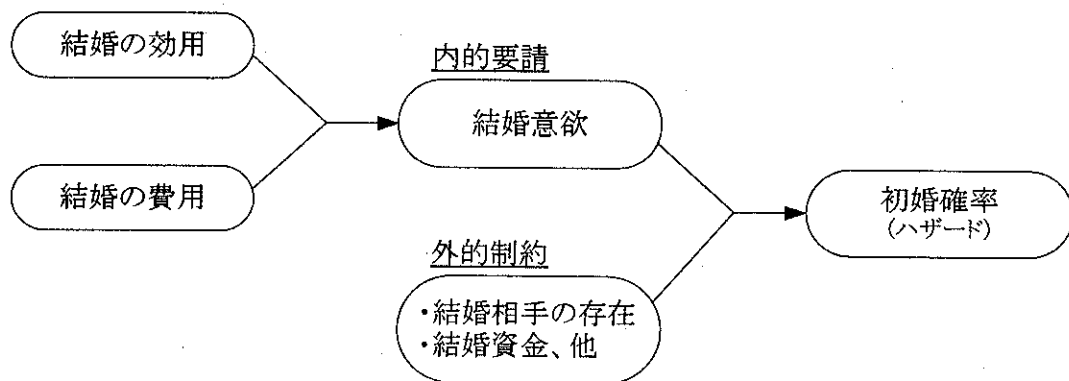 結婚の効用
結婚の費用
内的要請
結婚意欲
外的制約
・結婚相手の存在
・結婚資金、他
初婚確率
(ハザード)